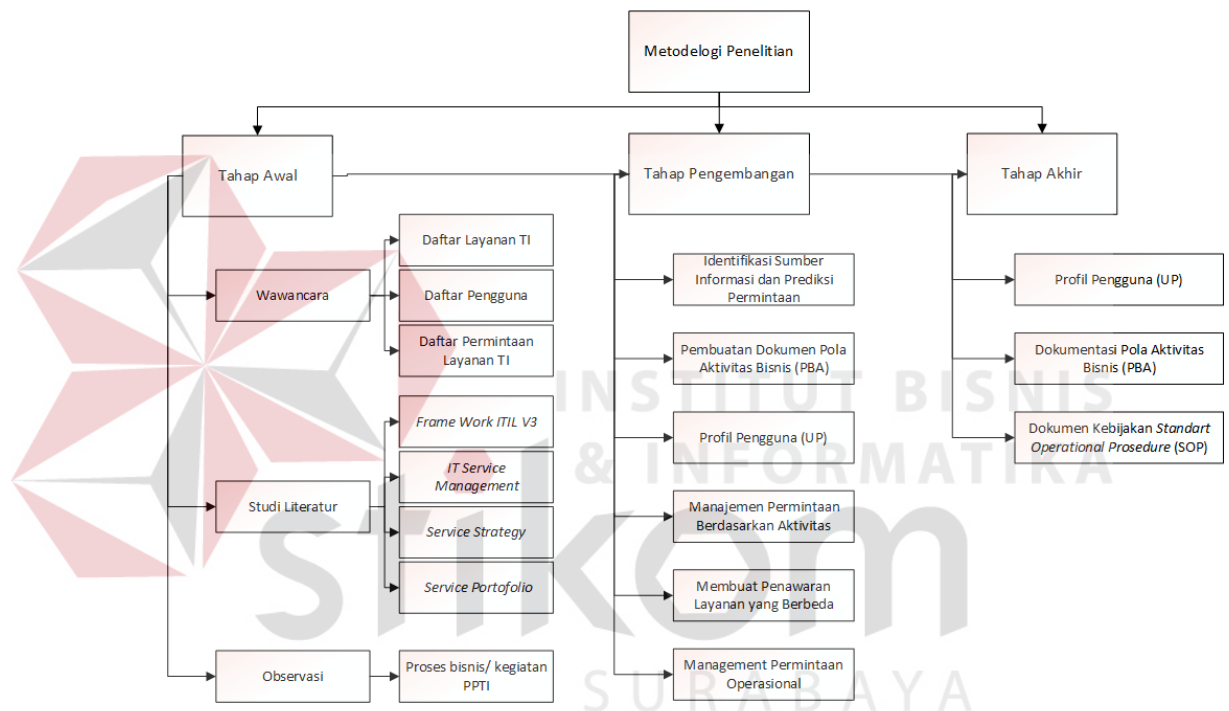 Metodelogi Penelitian
Tahap Awal
Tahap Pengembangan
Tahap Akhir
Wawancara
Daftar Layanan TI
Daftar Pengguna
Daftar Permintaan
Layanan TI
Studi Literatur
Frame Work ITIL V3
IT Service
Management
Service Strategy
Service Portofolio
Observasi
Proses bisnis/ kegiatan
PPTI
Identifikasi Sumber
Informasi dan Prediksi
Permintaan
Pembuatan Dokumen Pola
Aktivitas Bisnis (PBA)
Profil Pengguna (UP)
Manajemen Permintaan
Berdasarkan Aktivitas
Membuat Penawaran
Layanan yang Berbeda
Management Permintaan
Operasional
Profil Pengguna (UP)
Dokumentasi Pola Aktivitas
Bisnis (PBA)
Dokumen Kebijakan Standart
Operational Prosedure (SOP)
INSTITUT BISNIS
& INFORMATIKA
stikom
SURABAYA